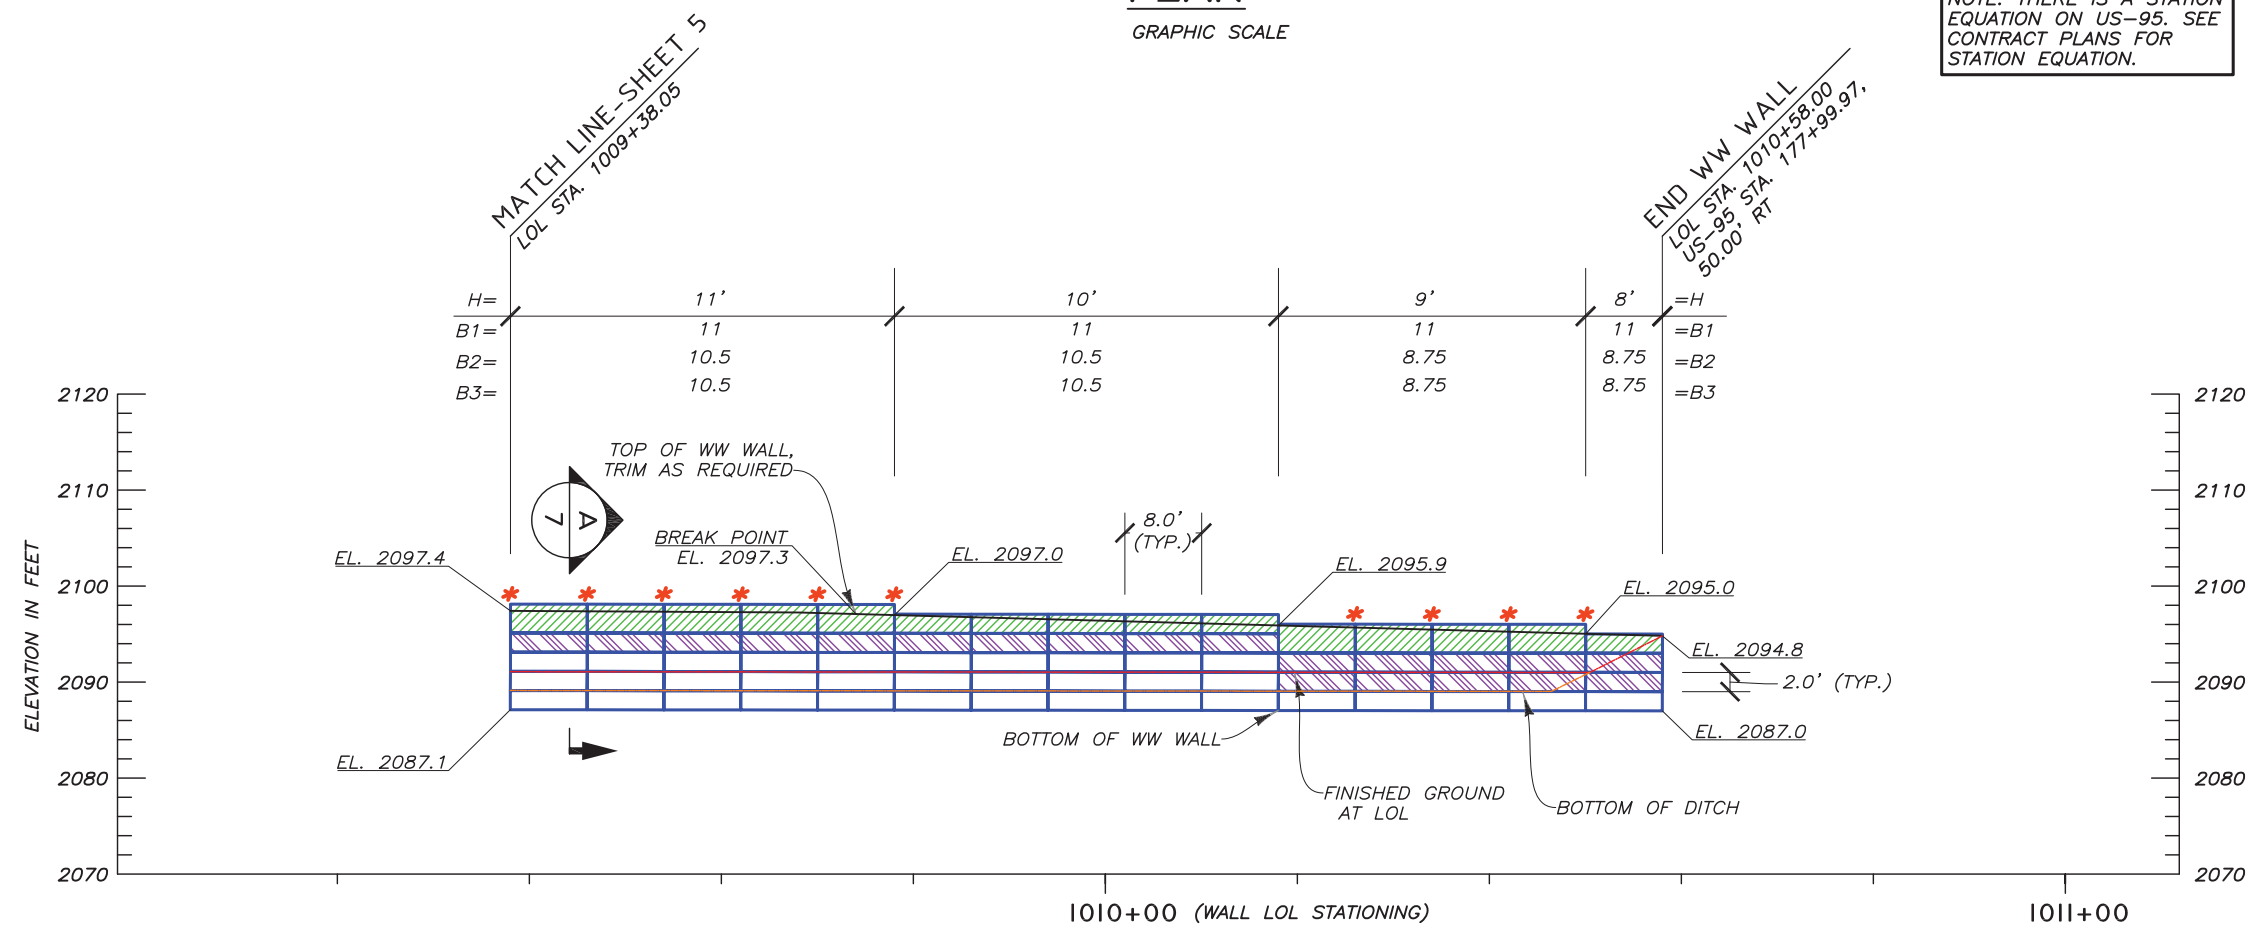 GRAPHIC SCALE
NOTE: THERE IS A STATION
EQUATION ON US-95. SEE
CONTRACT PLANS FOR
STATION EQUATION.
MATCH LINE-SHEET 5
LOL STA. 1009+38.05
END WW WALL
LOL STA. 1010+58.00
US-95 STA. 177+99.97,
50.00' RT
H= 11' 10' 9' 8' =H
B1= 11 11 11 11 =B1
B2= 10.5 10.5 8.75 8.75 =B2
B3= 10.5 10.5 8.75 8.75 =B3
2120 2120
TOP OF WW WALL,
TRIM AS REQUIRED
2110 2110
A
7
8.0'
(TYP.)
BREAK POINT
EL. 2097.3
EL. 2097.4
EL. 2097.0
EL. 2095.9
EL. 2095.0
2100 2100
ELEVATION IN FEET
EL. 2094.8
2.0' (TYP.)
2090 2090
EL. 2087.1
BOTTOM OF WW WALL
EL. 2087.0
2080 2080
FINISHED GROUND
AT LOL
BOTTOM OF DITCH
2070 2070
1010+00 (WALL LOL STATIONING)
1011+00